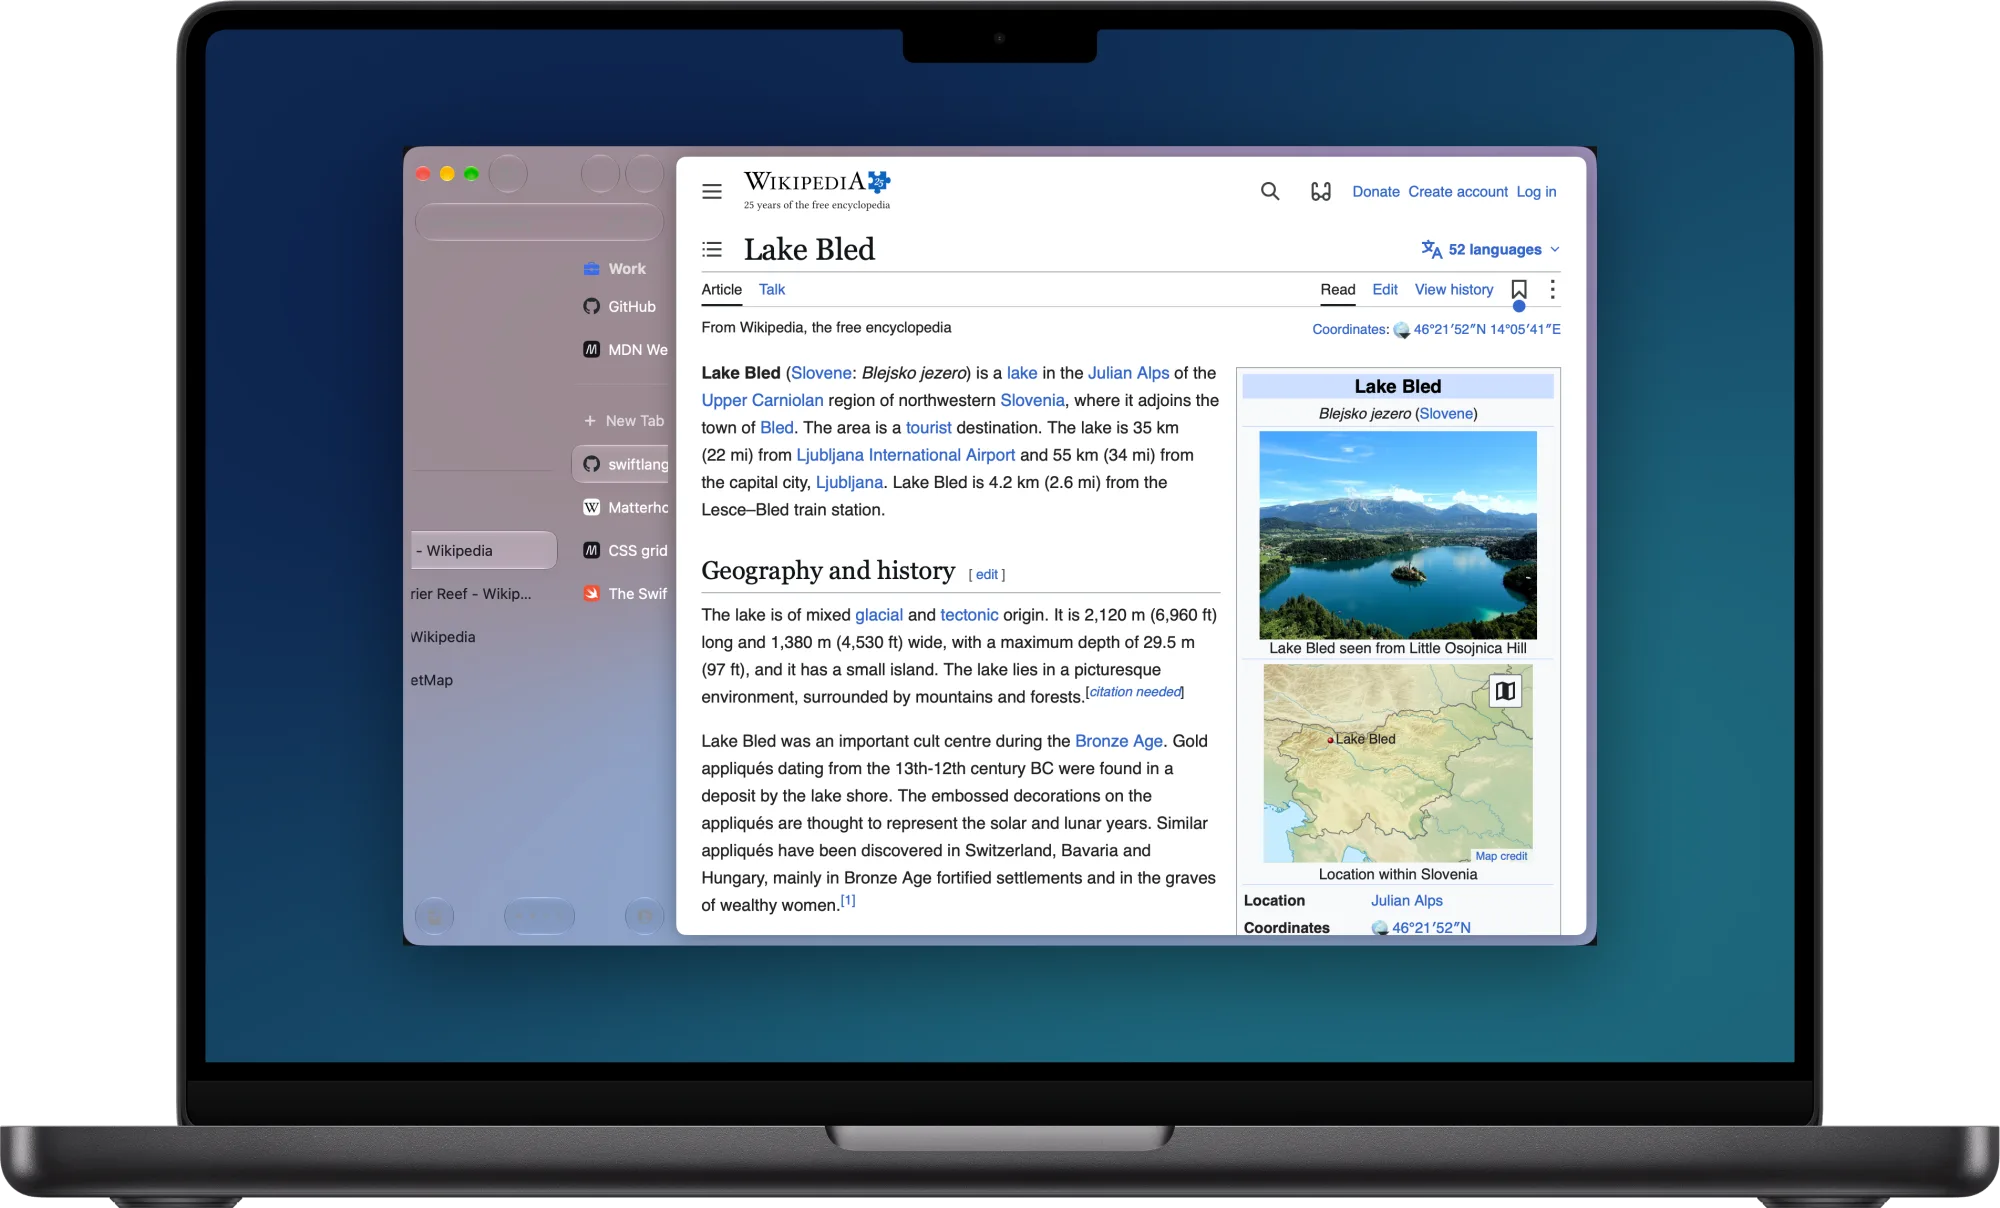 Work
GitHub
MDN We
+ New Tab
swiftlang
Matterho
CSS grid
The Swif
- Wikipedia
rier Reef - Wikip...
Wikipedia
etMap
WIKIPEDIA 25
25 years of the free encyclopedia
Donate Create account Log in
Lake Bled
52 languages
Article Talk
Read Edit View history
From Wikipedia, the free encyclopedia
Coordinates: 46°21′52″N 14°05′41″E
Lake Bled (Slovene: Blejsko jezero) is a lake in the Julian Alps of the
Upper Carniolan region of northwestern Slovenia, where it adjoins the
town of Bled. The area is a tourist destination. The lake is 35 km
(22 mi) from Ljubljana International Airport and 55 km (34 mi) from
the capital city, Ljubljana. Lake Bled is 4.2 km (2.6 mi) from the
Lesce–Bled train station.
Geography and history [ edit ]
The lake is of mixed glacial and tectonic origin. It is 2,120 m (6,960 ft)
long and 1,380 m (4,530 ft) wide, with a maximum depth of 29.5 m
(97 ft), and it has a small island. The lake lies in a picturesque
environment, surrounded by mountains and forests.[citation needed]
Lake Bled was an important cult centre during the Bronze Age. Gold
appliqués dating from the 13th-12th century BC were found in a
deposit by the lake shore. The embossed decorations on the
appliqués are thought to represent the solar and lunar years. Similar
appliqués have been discovered in Switzerland, Bavaria and
Hungary, mainly in Bronze Age fortified settlements and in the graves
of wealthy women.[1]
Lake Bled
Blejsko jezero (Slovene)
Lake Bled seen from Little Osojnica Hill
Lake Bled
Map credit
Location within Slovenia
Location Julian Alps
Coordinates 46°21′52″N